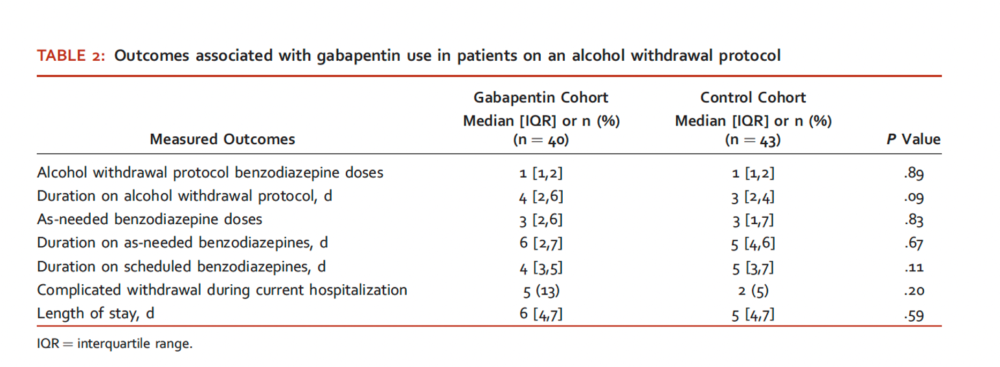 TABLE 2: Outcomes associated with gabapentin use in patients on an alcohol withdrawal protocol
Gabapentin Cohort Control Cohort
Median [IQR] or n (%) Median [IQR] or n (%)
Measured Outcomes (n = 40) (n = 43) P Value
Alcohol withdrawal protocol benzodiazepine doses 1 [1,2] 1 [1,2] .89
Duration on alcohol withdrawal protocol, d 4 [2,6] 3 [2,4] .09
As-needed benzodiazepine doses 3 [2,6] 3 [1,7] .83
Duration on as-needed benzodiazepines, d 6 [2,7] 5 [4,6] .67
Duration on scheduled benzodiazepines, d 4 [3,5] 5 [3,7] .11
Complicated withdrawal during current hospitalization 5 (13) 2 (5) .20
Length of stay, d 6 [4,7] 5 [4,7] .59
IQR = interquartile range.